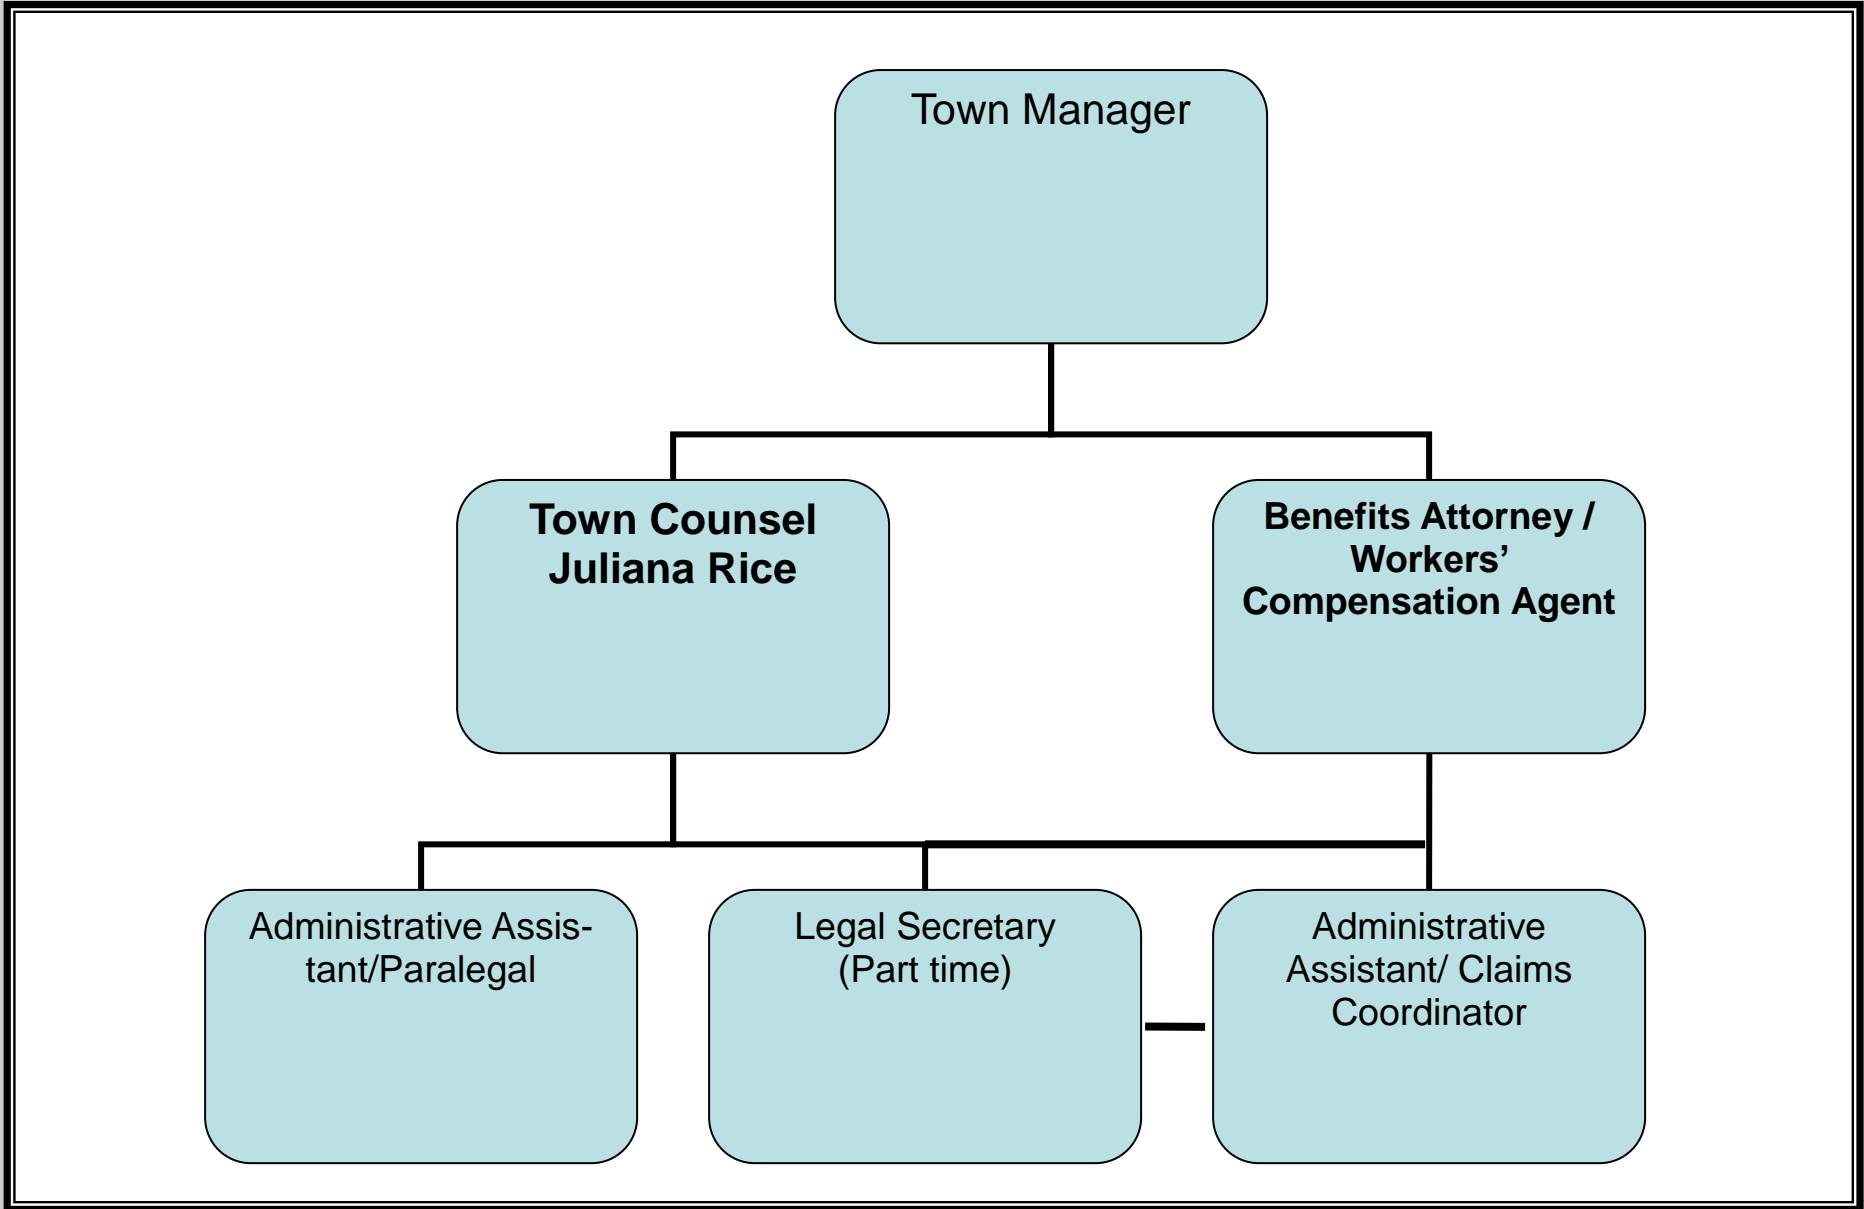 Town Manager
Town Counsel
Juliana Rice
Benefits Attorney /
Workers’
Compensation Agent
Administrative Assis-
tant/Paralegal
Legal Secretary
(Part time)
Administrative
Assistant/ Claims
Coordinator